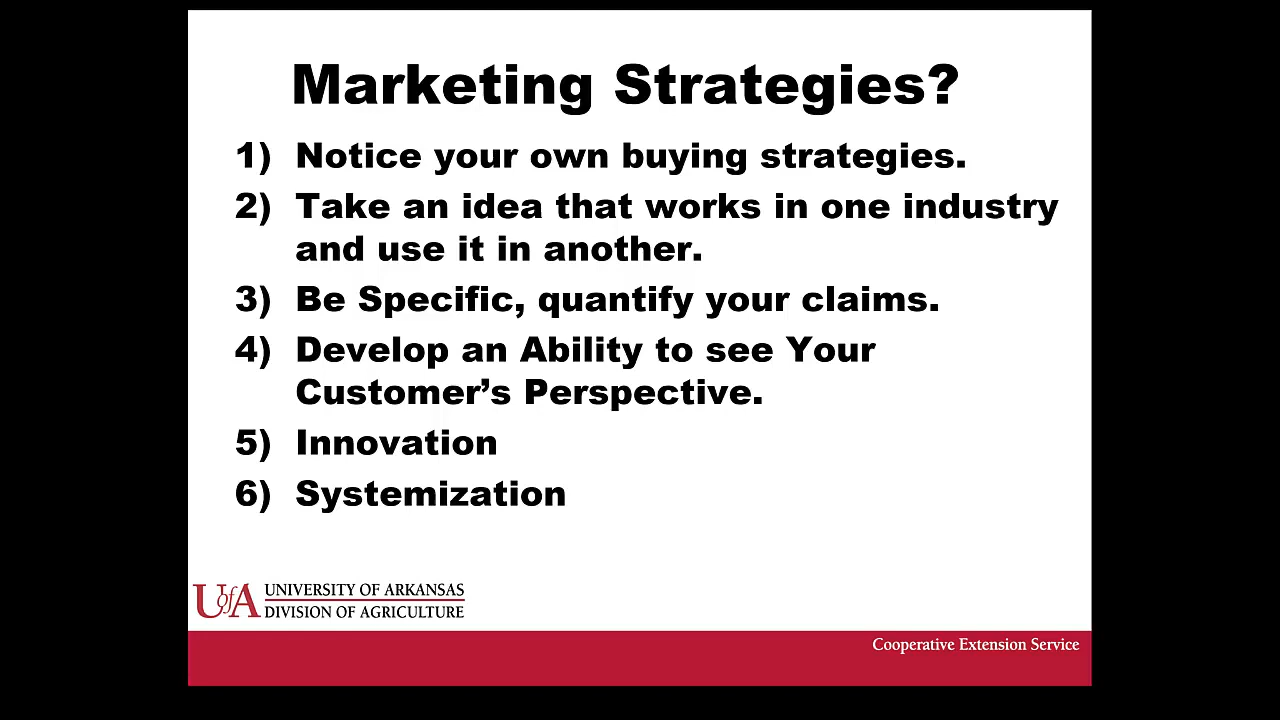 Marketing Strategies?
1) Notice your own buying strategies.
2) Take an idea that works in one industry
and use it in another.
3) Be Specific, quantify your claims.
4) Develop an Ability to see Your
Customer’s Perspective.
5) Innovation
6) Systemization
UofA
UNIVERSITY OF ARKANSAS
DIVISION OF AGRICULTURE
Cooperative Extension Service